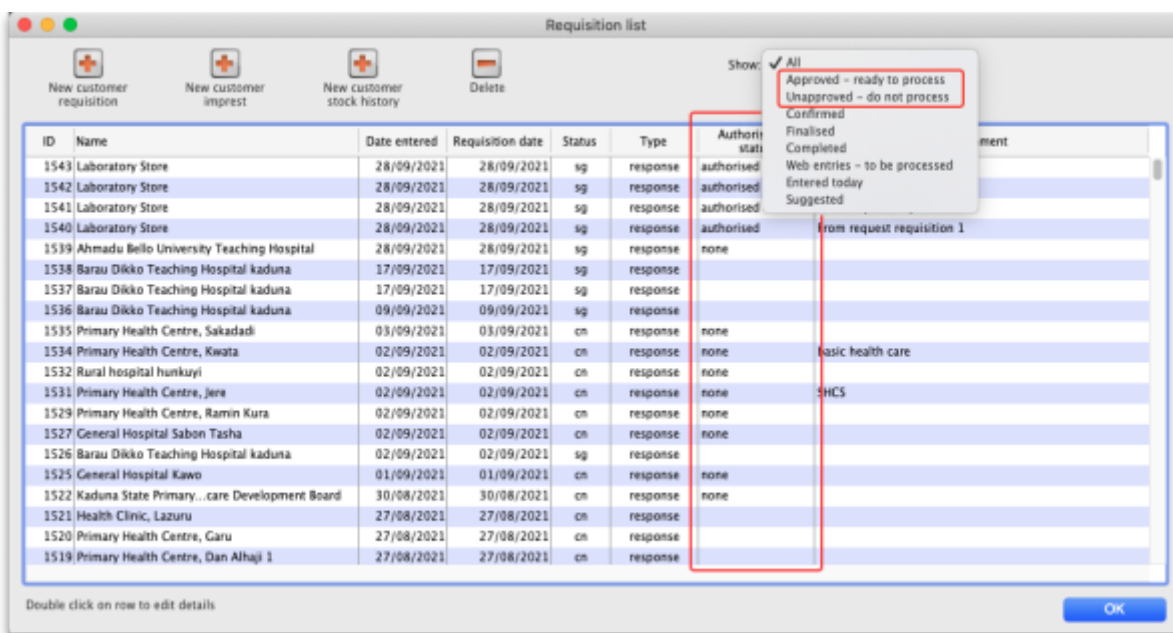 Requisition list
New customer requisition
New customer imprest
New customer stock history
Delete
Show: ✓ All
Approved – ready to process
Unapproved – do not process
Confirmed
Finalised
Completed
Web entries – to be processed
Entered today
Suggested
ID Name Date entered Requisition date Status Type
1543 Laboratory Store 28/09/2021 28/09/2021 sg response authorised
1542 Laboratory Store 28/09/2021 28/09/2021 sg response authorised
1541 Laboratory Store 28/09/2021 28/09/2021 sg response authorised
1540 Laboratory Store 28/09/2021 28/09/2021 sg response authorised From request requisition 1
1539 Ahmadu Bello University Teaching Hospital 28/09/2021 28/09/2021 sg response none
1538 Barau Dikko Teaching Hospital kaduna 17/09/2021 17/09/2021 sg response
1537 Barau Dikko Teaching Hospital kaduna 17/09/2021 17/09/2021 sg response
1536 Barau Dikko Teaching Hospital kaduna 09/09/2021 09/09/2021 sg response
1535 Primary Health Centre, Sakadadi 03/09/2021 03/09/2021 cn response none
1534 Primary Health Centre, Kwata 02/09/2021 02/09/2021 cn response none basic health care
1532 Rural hospital hunkuyi 02/09/2021 02/09/2021 cn response none
1531 Primary Health Centre, Jere 02/09/2021 02/09/2021 cn response none SHCS
1529 Primary Health Centre, Ramin Kura 02/09/2021 02/09/2021 cn response none
1527 General Hospital Sabon Tasha 02/09/2021 02/09/2021 cn response none
1526 Barau Dikko Teaching Hospital kaduna 02/09/2021 02/09/2021 sg response
1525 General Hospital Kawo 01/09/2021 01/09/2021 cn response none
1522 Kaduna State Primary...care Development Board 30/08/2021 30/08/2021 cn response none
1521 Health Clinic, Lazuru 27/08/2021 27/08/2021 cn response
1520 Primary Health Centre, Garu 27/08/2021 27/08/2021 cn response
1519 Primary Health Centre, Dan Alhaji 1 27/08/2021 27/08/2021 cn response
Double click on row to edit details
OK